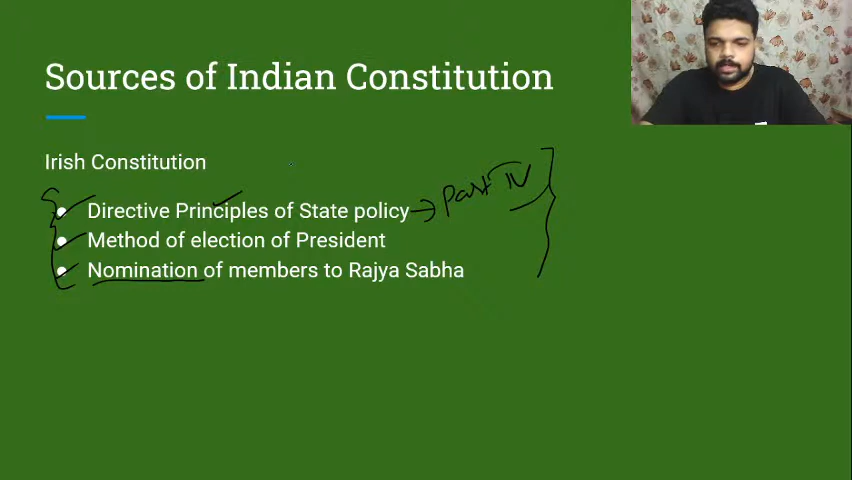 Sources of Indian Constitution
Irish Constitution
Directive Principles of State policy → Part IV
Method of election of President
Nomination of members to Rajya Sabha